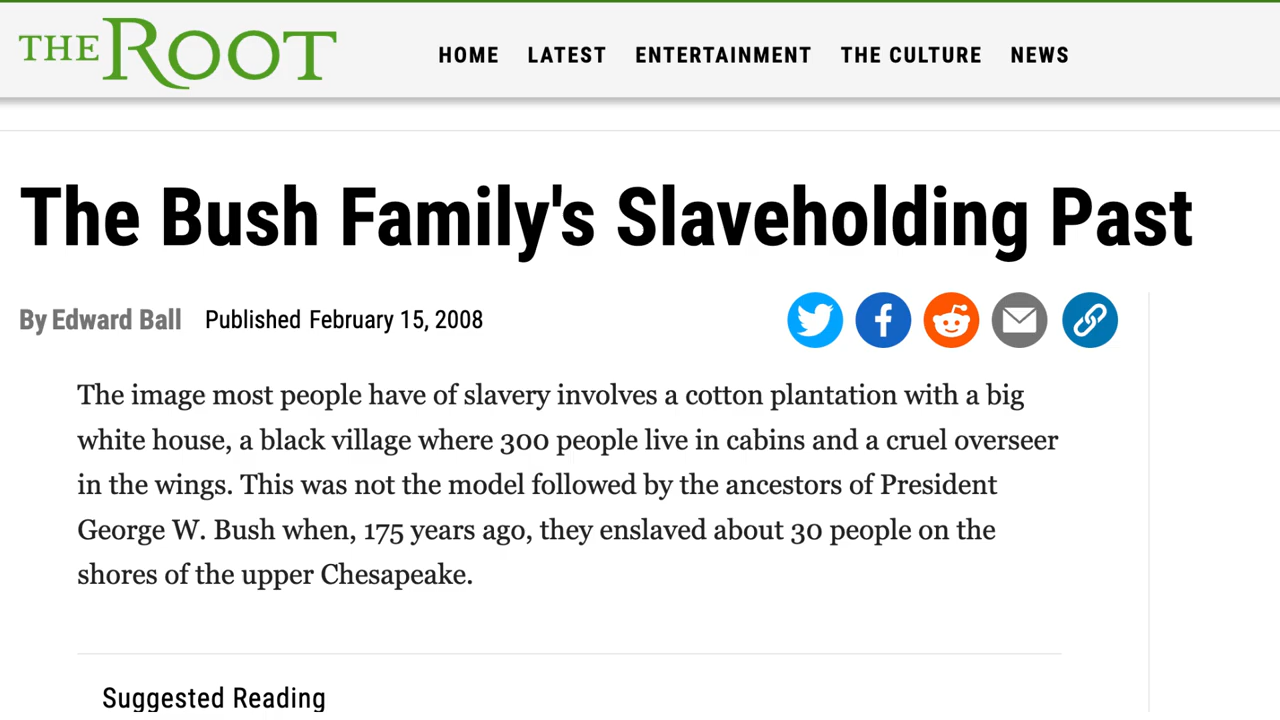 THE ROOT
HOME LATEST ENTERTAINMENT THE CULTURE NEWS
The Bush Family's Slaveholding Past
By Edward Ball Published February 15, 2008
The image most people have of slavery involves a cotton plantation with a big
white house, a black village where 300 people live in cabins and a cruel overseer
in the wings. This was not the model followed by the ancestors of President
George W. Bush when, 175 years ago, they enslaved about 30 people on the
shores of the upper Chesapeake.
Suggested Reading